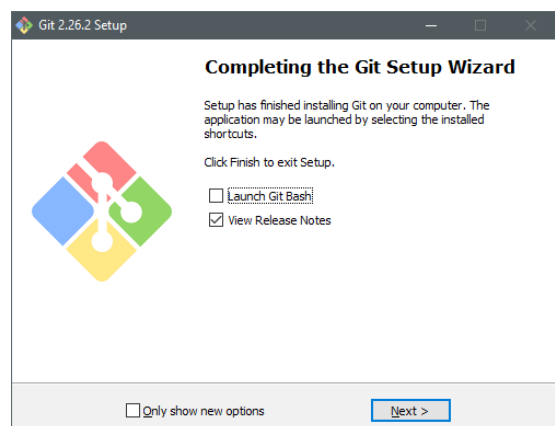 Git 2.26.2 Setup
Completing the Git Setup Wizard
Setup has finished installing Git on your computer. The
application may be launched by selecting the installed
shortcuts.
Click Finish to exit Setup.
Launch Git Bash
View Release Notes
Only show new options
Next >